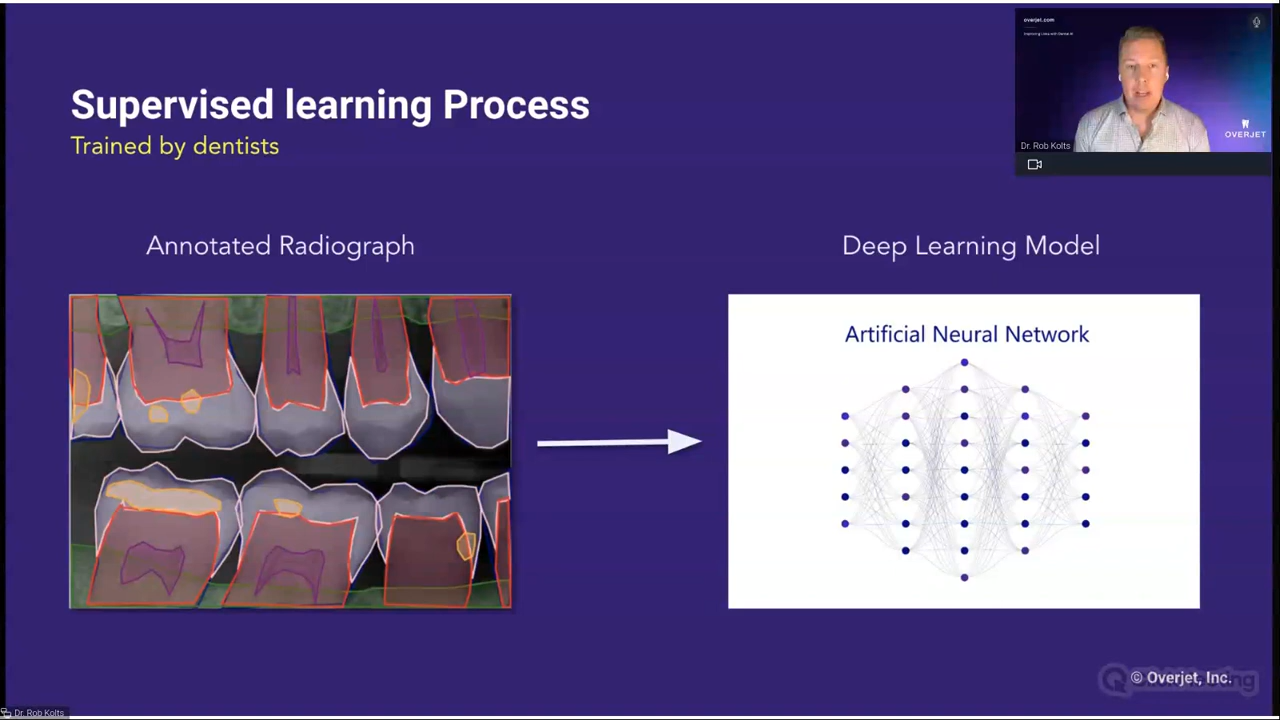 Supervised learning Process
Trained by dentists
overjet.com
OVERJET
Dr. Rob Kolts
Annotated Radiograph
Deep Learning Model
Artificial Neural Network
© Overjet, Inc.
Dr. Rob Kolts